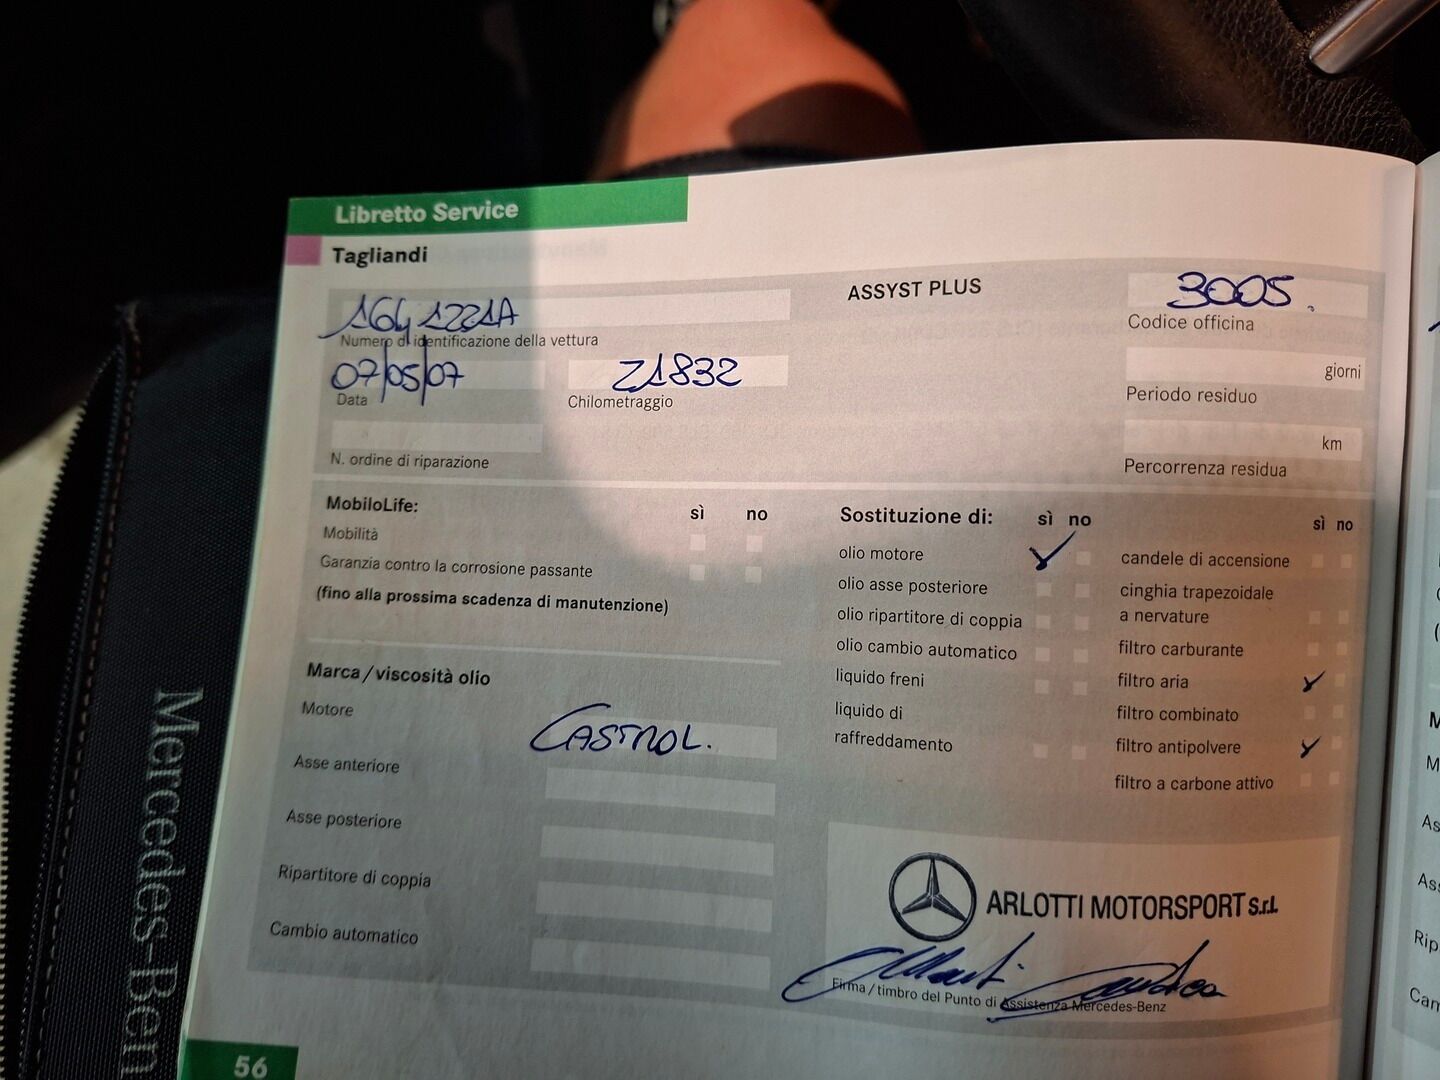 Libretto Service
Tagliandi
164 1221A
Numero di identificazione della vettura
07/05/07
Data
21832
Chilometraggio
N. ordine di riparazione
ASSYST PLUS
3005.
Codice officina
giorni
Periodo residuo
km
Percorrenza residua
MobiloLife:
sì no
Mobilità
Garanzia contro la corrosione passante
(fino alla prossima scadenza di manutenzione)
Marca / viscosità olio
Motore
CASTROL.
Asse anteriore
Asse posteriore
Ripartitore di coppia
Cambio automatico
Sostituzione di:
sì no
olio motore
olio asse posteriore
olio ripartitore di coppia
olio cambio automatico
liquido freni
liquido di
raffreddamento
sì no
candele di accensione
cinghia trapezoidale
a nervature
filtro carburante
filtro aria
filtro combinato
filtro antipolvere
filtro a carbone attivo
ARLOTTI MOTORSPORT s.r.l.
Firma / timbro del Punto di Assistenza Mercedes-Benz
56
Mercedes-Ben